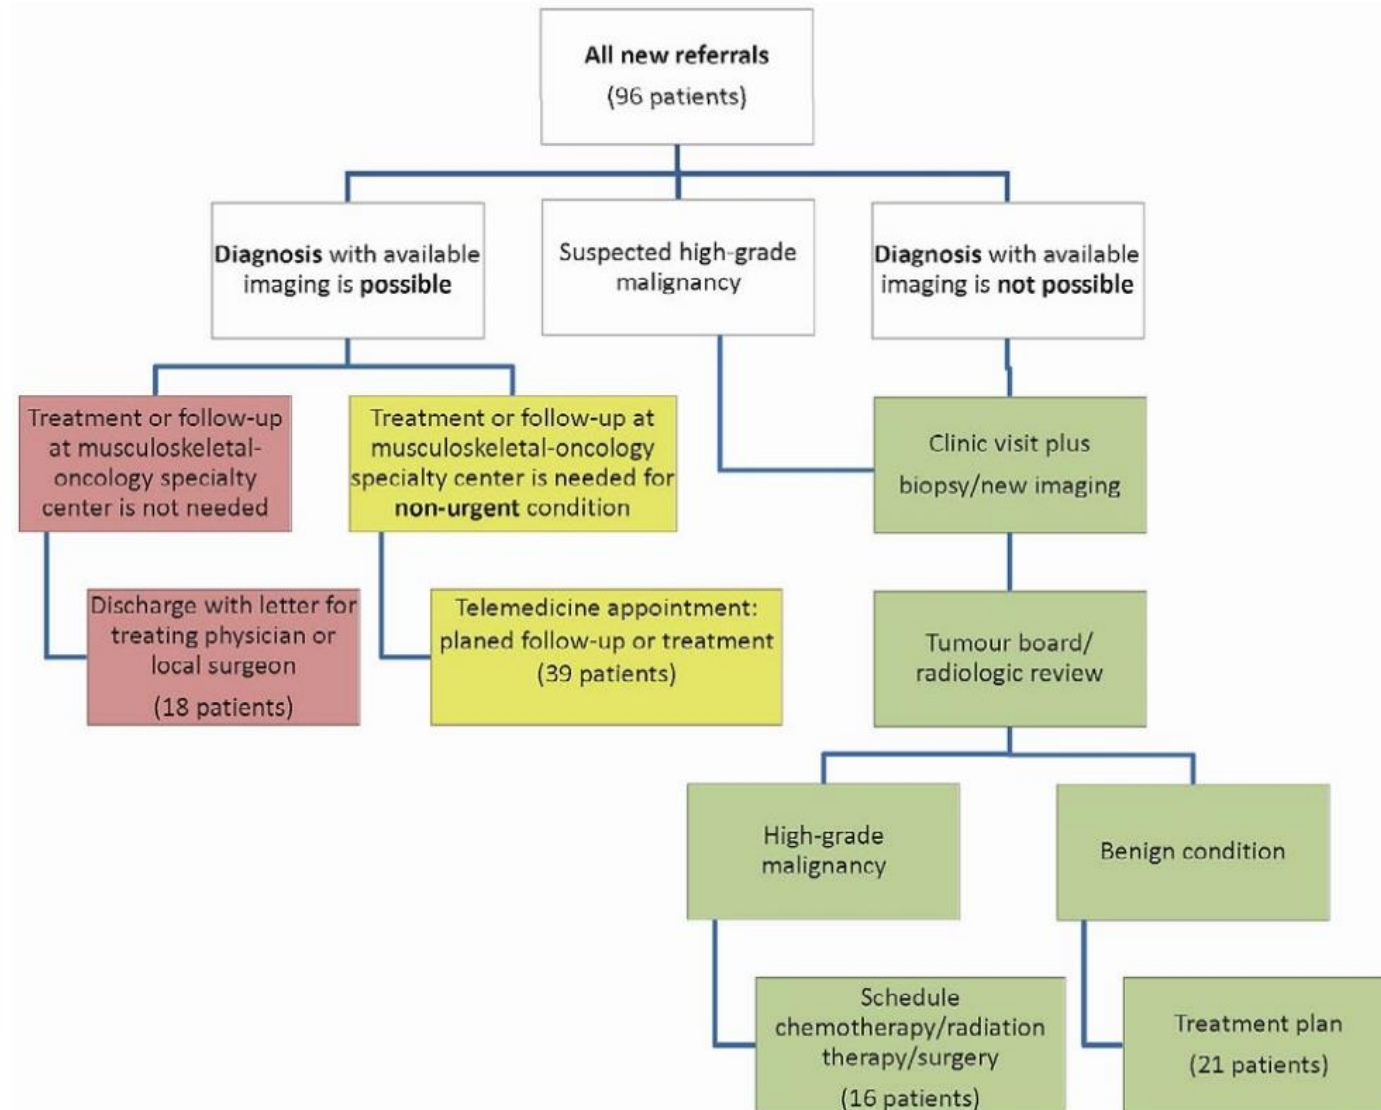 All new referrals
(96 patients)
Diagnosis with available
imaging is possible
Suspected high-grade
malignancy
Diagnosis with available
imaging is not possible
Treatment or follow-up
at musculoskeletal-
oncology specialty
center is not needed
Treatment or follow-up at
musculoskeletal-oncology
specialty center is needed for
non-urgent condition
Clinic visit plus
biopsy/new imaging
Discharge with letter for
treating physician or
local surgeon
(18 patients)
Telemedicine appointment:
planed follow-up or treatment
(39 patients)
Tumour board/
radiologic review
High-grade
malignancy
Benign condition
Schedule
chemotherapy/radiation
therapy/surgery
(16 patients)
Treatment plan
(21 patients)